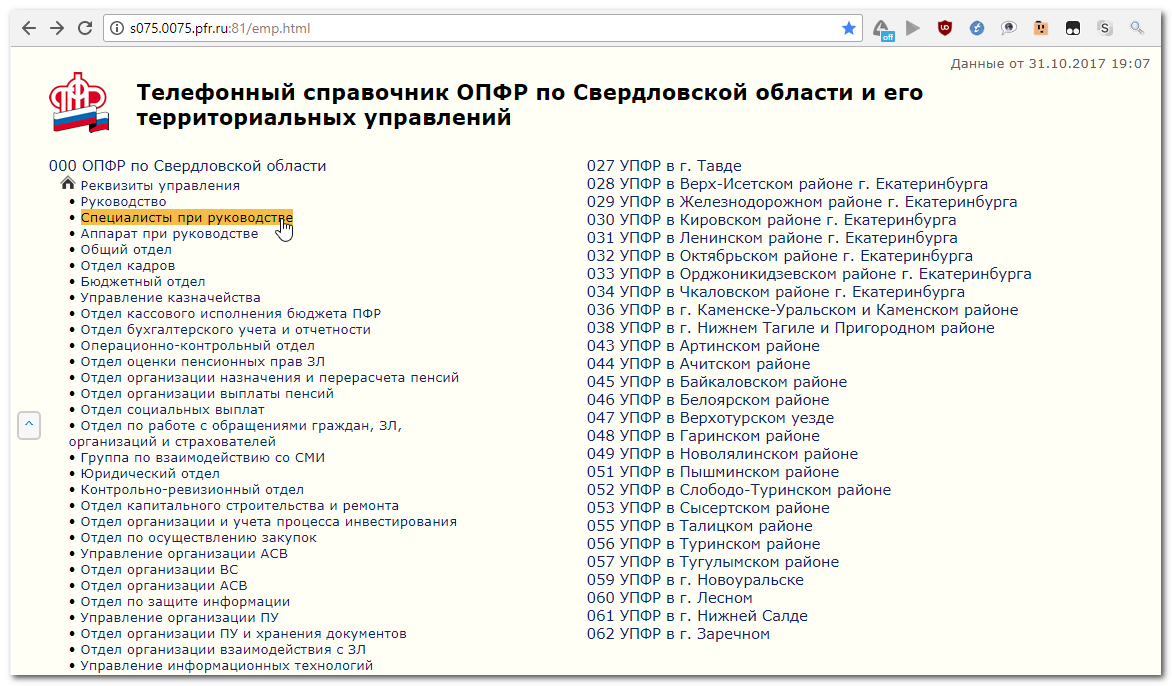 s075.0075.pfr.ru:81/emp.html
off
S
Данные от 31.10.2017 19:07
ПФР
Телефонный справочник ОПФР по Свердловской области и его
территориальных управлений
000 ОПФР по Свердловской области
Реквизиты управления
• Руководство
• Специалисты при руководстве
• Аппарат при руководстве
• Общий отдел
• Отдел кадров
• Бюджетный отдел
• Управление казначейства
• Отдел кассового исполнения бюджета ПФР
• Отдел бухгалтерского учета и отчетности
• Операционно-контрольный отдел
• Отдел оценки пенсионных прав ЗЛ
• Отдел организации назначения и перерасчета пенсий
• Отдел организации выплаты пенсий
• Отдел социальных выплат
• Отдел по работе с обращениями граждан, ЗЛ,
организаций и страхователей
• Группа по взаимодействию со СМИ
• Юридический отдел
• Контрольно-ревизионный отдел
• Отдел капитального строительства и ремонта
• Отдел организации и учета процесса инвестирования
• Отдел по осуществлению закупок
• Управление организации АСВ
• Отдел организации ВС
• Отдел организации АСВ
• Отдел по защите информации
• Управление организации ПУ
• Отдел организации ПУ и хранения документов
• Отдел организации взаимодействия с ЗЛ
• Управление информационных технологий
027 УПФР в г. Тавде
028 УПФР в Верх-Исетском районе г. Екатеринбурга
029 УПФР в Железнодорожном районе г. Екатеринбурга
030 УПФР в Кировском районе г. Екатеринбурга
031 УПФР в Ленинском районе г. Екатеринбурга
032 УПФР в Октябрьском районе г. Екатеринбурга
033 УПФР в Орджоникидзевском районе г. Екатеринбурга
034 УПФР в Чкаловском районе г. Екатеринбурга
036 УПФР в г. Каменске-Уральском и Каменском районе
038 УПФР в г. Нижнем Тагиле и Пригородном районе
043 УПФР в Артинском районе
044 УПФР в Ачитском районе
045 УПФР в Байкаловском районе
046 УПФР в Белоярском районе
047 УПФР в Верхотурском уезде
048 УПФР в Гаринском районе
049 УПФР в Новолялинском районе
051 УПФР в Пышминском районе
052 УПФР в Слободо-Туринском районе
053 УПФР в Сысертском районе
055 УПФР в Талицком районе
056 УПФР в Туринском районе
057 УПФР в Тугулымском районе
059 УПФР в г. Новоуральске
060 УПФР в г. Лесном
061 УПФР в г. Нижней Салде
062 УПФР в г. Заречном